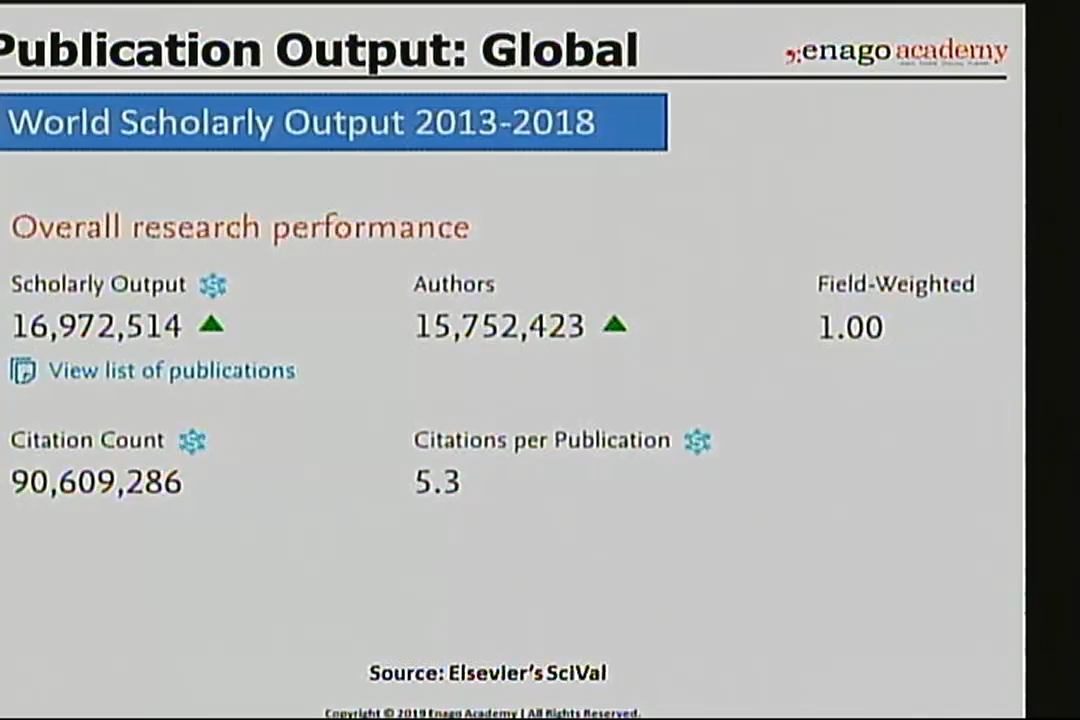 Publication Output: Global
enago academy
World Scholarly Output 2013-2018
Overall research performance
Scholarly Output
Authors
Field-Weighted
16,972,514
15,752,423
1.00
View list of publications
Citation Count
Citations per Publication
90,609,286
5.3
Source: Elsevier's SciVal
Copyright © 2019 Enago Academy | All Rights Reserved.